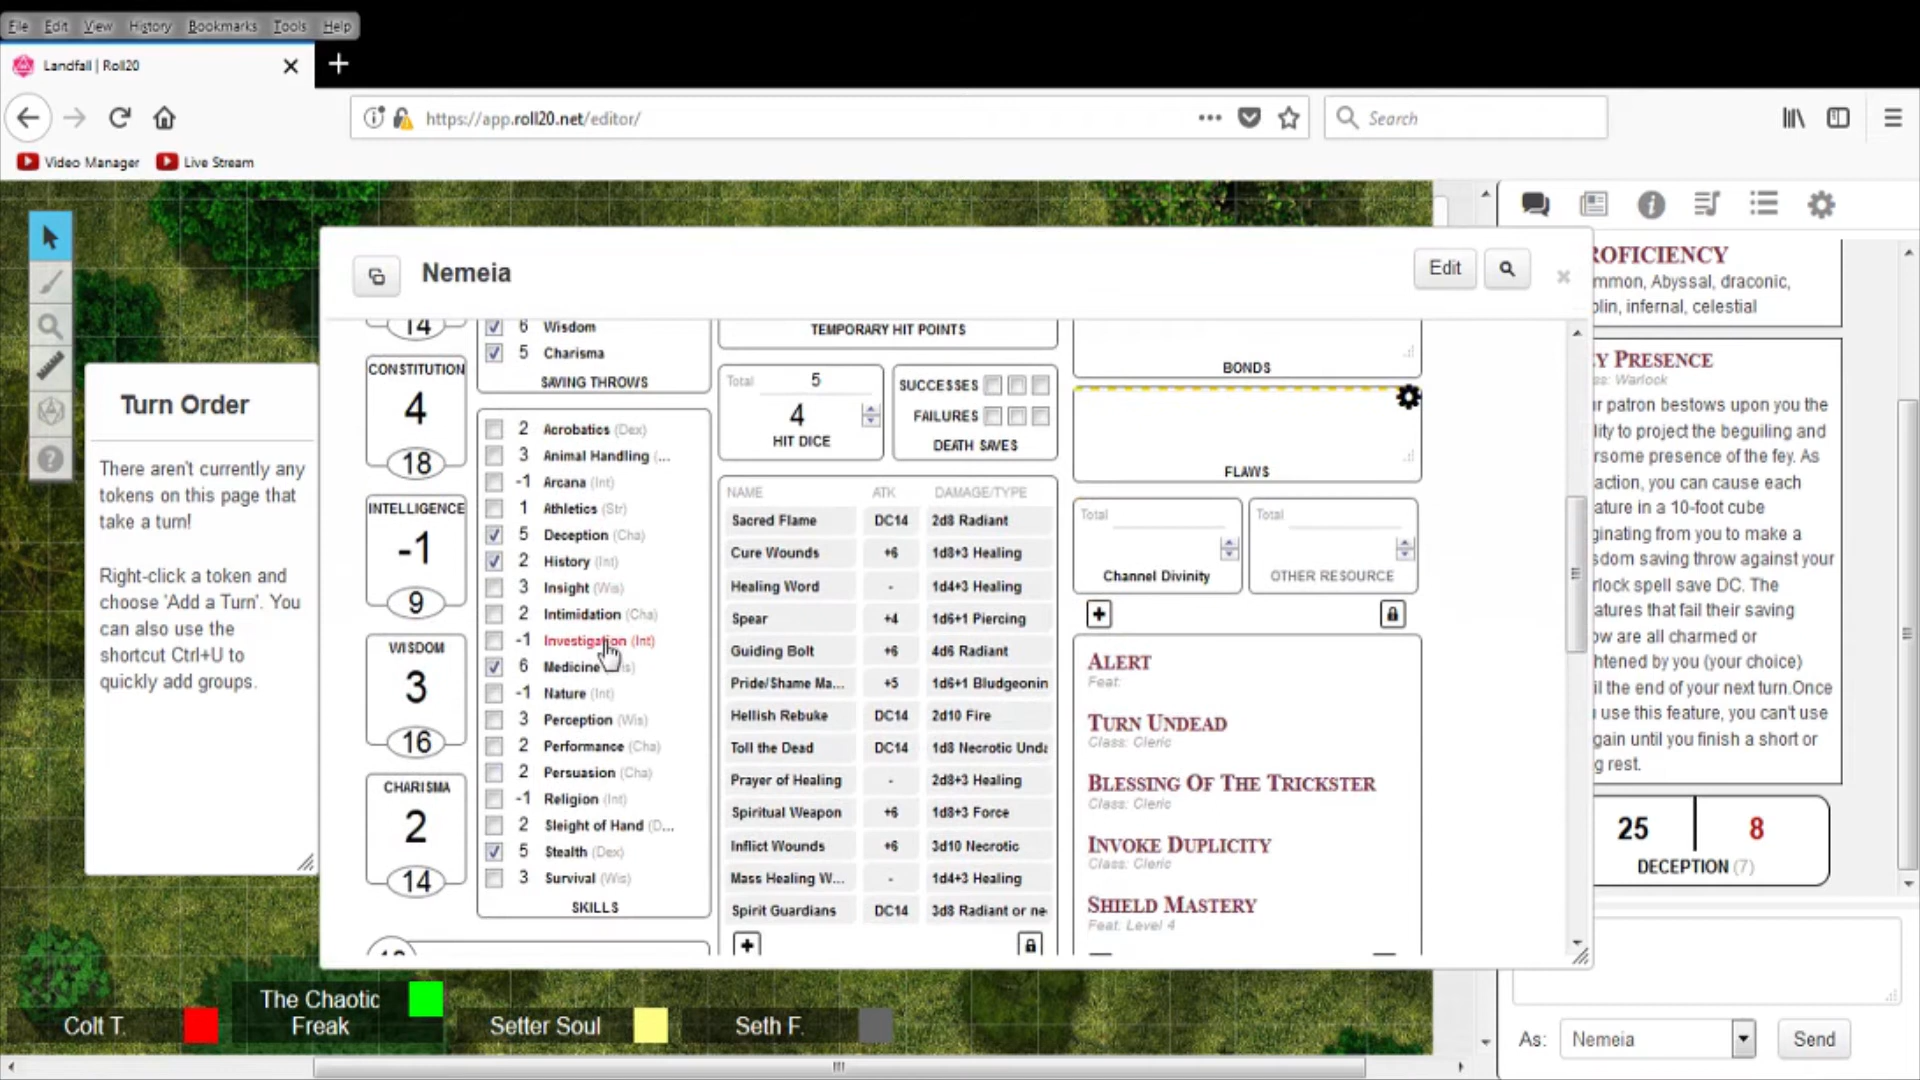 File Edit View History Bookmarks Tools Help
Landfall | Roll20
https://app.roll20.net/editor/
Search
Video Manager
Live Stream
Turn Order
There aren't currently any
tokens on this page that
take a turn!
Right-click a token and
choose 'Add a Turn'. You
can also use the
shortcut Ctrl+U to
quickly add groups.
Nemeia
Edit
14
CONSTITUTION
4
18
INTELLIGENCE
-1
9
WISDOM
3
16
CHARISMA
2
14
6 Wisdom
5 Charisma
SAVING THROWS
2 Acrobatics (Dex)
3 Animal Handling (...
-1 Arcana (Int)
1 Athletics (Str)
5 Deception (Cha)
2 History (Int)
3 Insight (Wis)
2 Intimidation (Cha)
-1 Investigation (Int)
6 Medicine
-1 Nature (Int)
3 Perception (Wis)
2 Performance (Cha)
2 Persuasion (Cha)
-1 Religion (Int)
2 Sleight of Hand (D...
5 Stealth (Dex)
3 Survival (Wis)
SKILLS
TEMPORARY HIT POINTS
Total 5
4
HIT DICE
SUCCESSES
FAILURES
DEATH SAVES
NAME ATK DAMAGE/TYPE
Sacred Flame DC14 2d8 Radiant
Cure Wounds +6 1d8+3 Healing
Healing Word - 1d4+3 Healing
Spear +4 1d6+1 Piercing
Guiding Bolt +6 4d6 Radiant
Pride/Shame Ma... +5 1d6+1 Bludgeonin
Hellish Rebuke DC14 2d10 Fire
Toll the Dead DC14 1d8 Necrotic Unda
Prayer of Healing - 2d8+3 Healing
Spiritual Weapon +6 1d8+3 Force
Inflict Wounds +6 3d10 Necrotic
Mass Healing W... - 1d4+3 Healing
Spirit Guardians DC14 3d8 Radiant or ne
BONDS
FLAWS
Total
Channel Divinity
Total
OTHER RESOURCE
ALERT
Feat:
TURN UNDEAD
Class: Cleric
BLESSING OF THE TRICKSTER
Class: Cleric
INVOKE DUPLICITY
Class: Cleric
SHIELD MASTERY
Feat: Level 4
ROFICIENCY
mmon, Abyssal, draconic,
blin, infernal, celestial
Y PRESENCE
ss: Warlock
r patron bestows upon you the
lity to project the beguiling and
rsome presence of the fey. As
action, you can cause each
ature in a 10-foot cube
ginating from you to make a
sdom saving throw against your
rlock spell save DC. The
atures that fail their saving
ow are all charmed or
htened by you (your choice)
il the end of your next turn.Once
use this feature, you can't use
gain until you finish a short or
g rest.
25 8
DECEPTION (7)
As: Nemeia Send
Colt T.
The Chaotic
Freak
Setter Soul
Seth F.